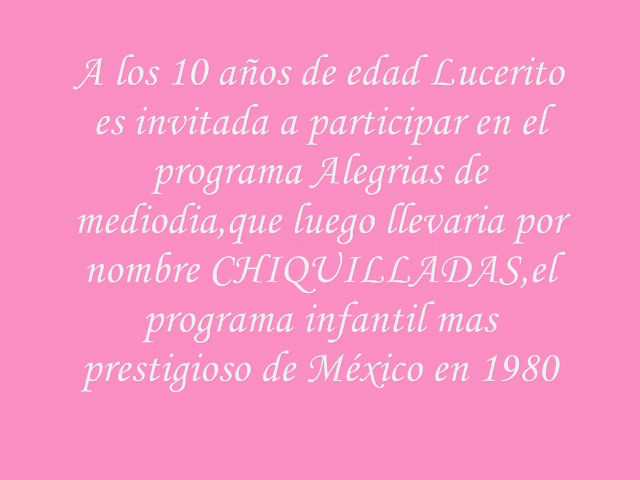 A los 10 años de edad Lucerito
es invitada a participar en el
programa Alegrias de
mediodia,que luego llevaria por
nombre CHIQUILLADAS,el
programa infantil mas
prestigioso de México en 1980